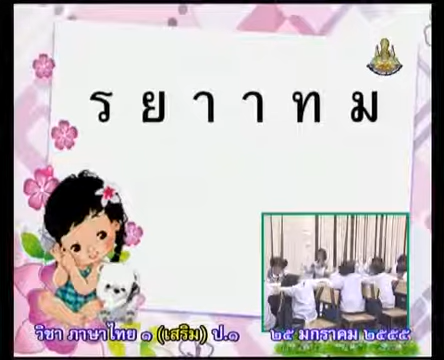 ร ย า า ท ม
วิชา ภาษาไทย ๑ (เสริม) ป.๑
๒๕ มกราคม ๒๕๕๕